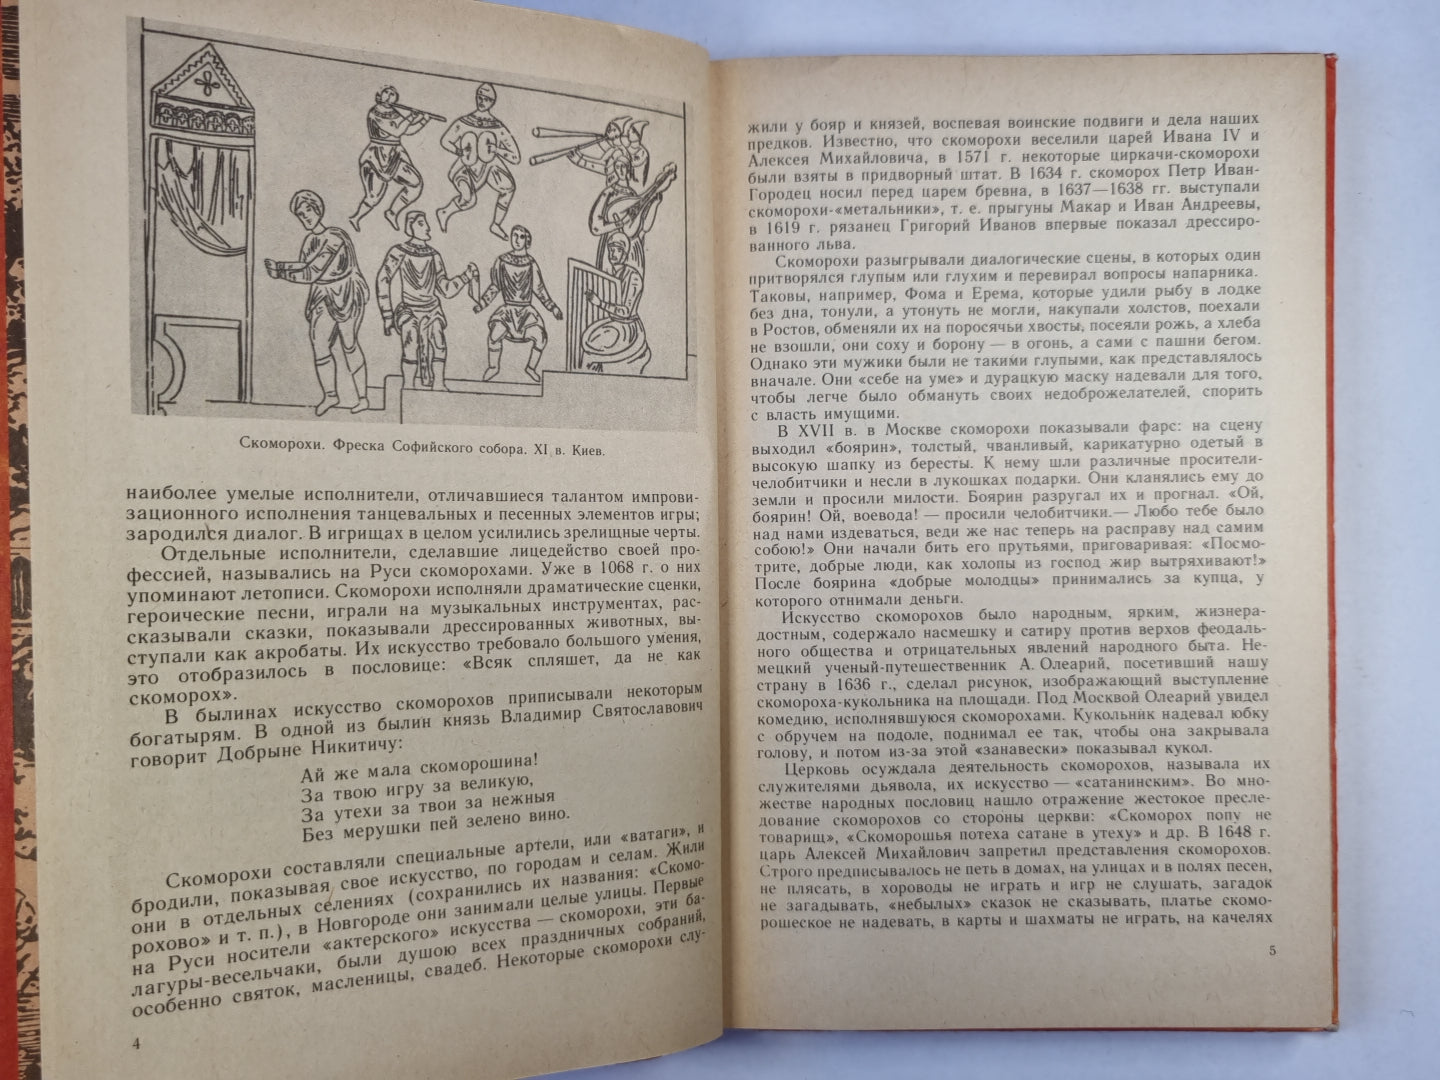 Скоморохи. Фреска Софийского собора. XI в. Киев.
наиболее умелые исполнители, отличавшиеся талантом импрови-
зационного исполнения танцевальных и песенных элементов игры;
зародился диалог. В игрищах в целом усилились зрелищные черты.
Отдельные исполнители, сделавшие лицедейство своей про-
фессией, назывались на Руси скоморохами. Уже в 1068 г. о них
упоминают летописи. Скоморохи исполняли драматические сценки,
героические песни, играли на музыкальных инструментах, рас-
сказывали сказки, показывали дрессированных животных, вы-
ступали как акробаты. Их искусство требовало большого умения,
это отобразилось в пословице: «Всяк спляшет, да не как
скоморох».
В былинах искусство скоморохов приписывали некоторым
богатырям. В одной из былин князь Владимир Святославович
говорит Добрыне Никитичу:
Ай же мала скоморошина!
За твою игру за великую,
За утехи за твои за нежныя
Без мерушки пей зелено вино.
Скоморохи составляли специальные артели, или «ватаги», и
бродили, показывая свое искусство, по городам и селам. Жили
они в отдельных селениях (сохранились их названия: «Скомо-
рохово» и т. п.), в Новгороде они занимали целые улицы. Первые
на Руси носители «актерского» искусства — скоморохи, эти ба-
лагуры-весельчаки, были душою всех праздничных собраний,
особенно святок, масленицы, свадеб. Некоторые скоморохи слу-
4
жили у бояр и князей, воспевая воинские подвиги и дела наших
предков. Известно, что скоморохи веселили царей Ивана IV и
Алексея Михайловича, в 1571 г. некоторые циркачи-скоморохи
были взяты в придворный штат. В 1634 г. скоморох Петр Иван-
Городец носил перед царем бревна, в 1637—1638 гг. выступали
скоморохи-«метальники», т. е. прыгуны Макар и Иван Андреевы,
в 1619 г. рязанец Григорий Иванов впервые показал дрессиро-
ванного льва.
Скоморохи разыгрывали диалогические сцены, в которых один
притворялся глупым или глухим и перевирал вопросы напарника.
Таковы, например, Фома и Ерема, которые удили рыбу в лодке
без дна, тонули, а утонуть не могли, накупали холстов, поехали
в Ростов, обменяли их на поросячьи хвосты, посеяли рожь, а хлеба
не взошли, они соху и борону — в огонь, а сами с пашни бегом.
Однако эти мужики были не такими глупыми, как представлялось
вначале. Они «себе на уме» и дурацкую маску надевали для того,
чтобы легче было обмануть своих недоброжелателей, спорить
с власть имущими.
В XVII в. в Москве скоморохи показывали фарс: на сцену
выходил «боярин», толстый, чванливый, карикатурно одетый в
высокую шапку из бересты. К нему шли различные просители-
челобитчики и несли в лукошках подарки. Они кланялись ему до
земли и просили милости. Боярин разругал их и прогнал. «Ой,
боярин! Ой, воевода! — просили челобитчики.— Любо тебе было
над нами издеваться, веди же нас теперь на расправу над самим
собою!» Они начали бить его прутьями, приговаривая: «Посмо-
трите, добрые люди, как холопы из господ жир вытряхивают!»
После боярина «добрые молодцы» принимались за купца, у
которого отнимали деньги.
Искусство скоморохов было народным, ярким, жизнера-
достным, содержало насмешку и сатиру против верхов феодаль-
ного общества и отрицательных явлений народного быта. Не-
мецкий ученый-путешественник А. Олеарий, посетивший нашу
страну в 1636 г., сделал рисунок, изображающий выступление
скомороха-кукольника на площади. Под Москвой Олеарий увидел
комедию, исполнявшуюся скоморохами. Кукольник надевал юбку
с обручем на подоле, поднимал ее так, чтобы она закрывала
голову, и потом из-за этой «занавески» показывал кукол.
Церковь осуждала деятельность скоморохов, называла их
служителями дьявола, их искусство — «сатанинским». Во мно-
жестве народных пословиц нашло отражение жестокое пресле-
дование скоморохов со стороны церкви: «Скоморох попу не
товарищ», «Скоморошья потеха сатане в утеху» и др. В 1648 г.
царь Алексей Михайлович запретил представления скоморохов.
Строго предписывалось не петь в домах, на улицах и в полях песен,
не плясать, в хороводы не играть и игр не слушать, загадок
не загадывать, «небылых» сказок не сказывать, платье скомо-
рошеское не надевать, в карты и шахматы не играть, на качелях
5